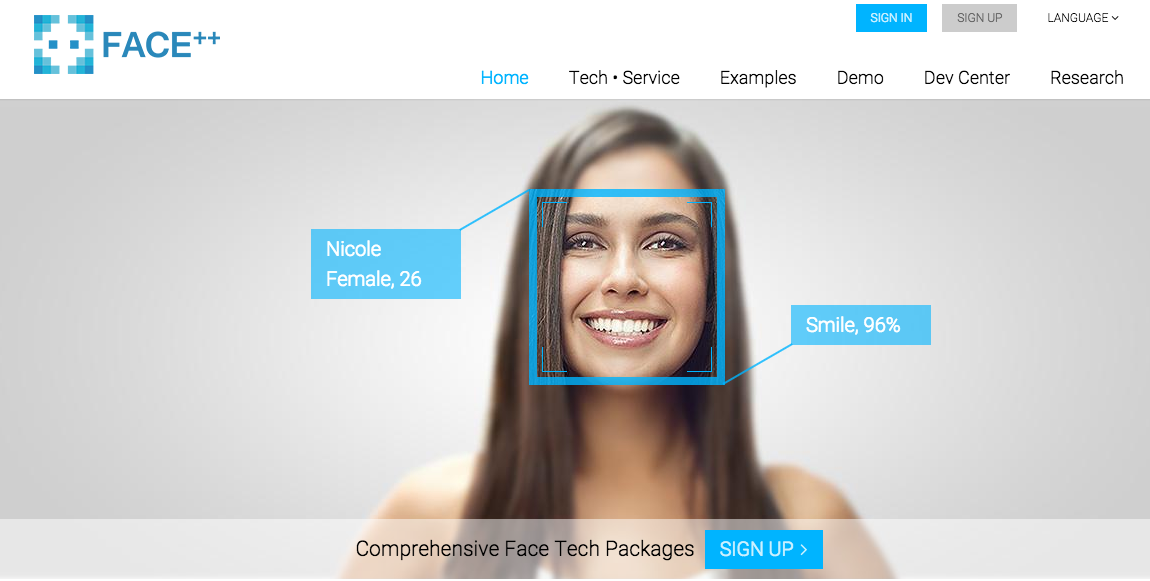 SIGN IN
SIGN UP
LANGUAGE
FACE++
Home
Tech • Service
Examples
Demo
Dev Center
Research
Nicole
Female, 26
Smile, 96%
Comprehensive Face Tech Packages
SIGN UP >